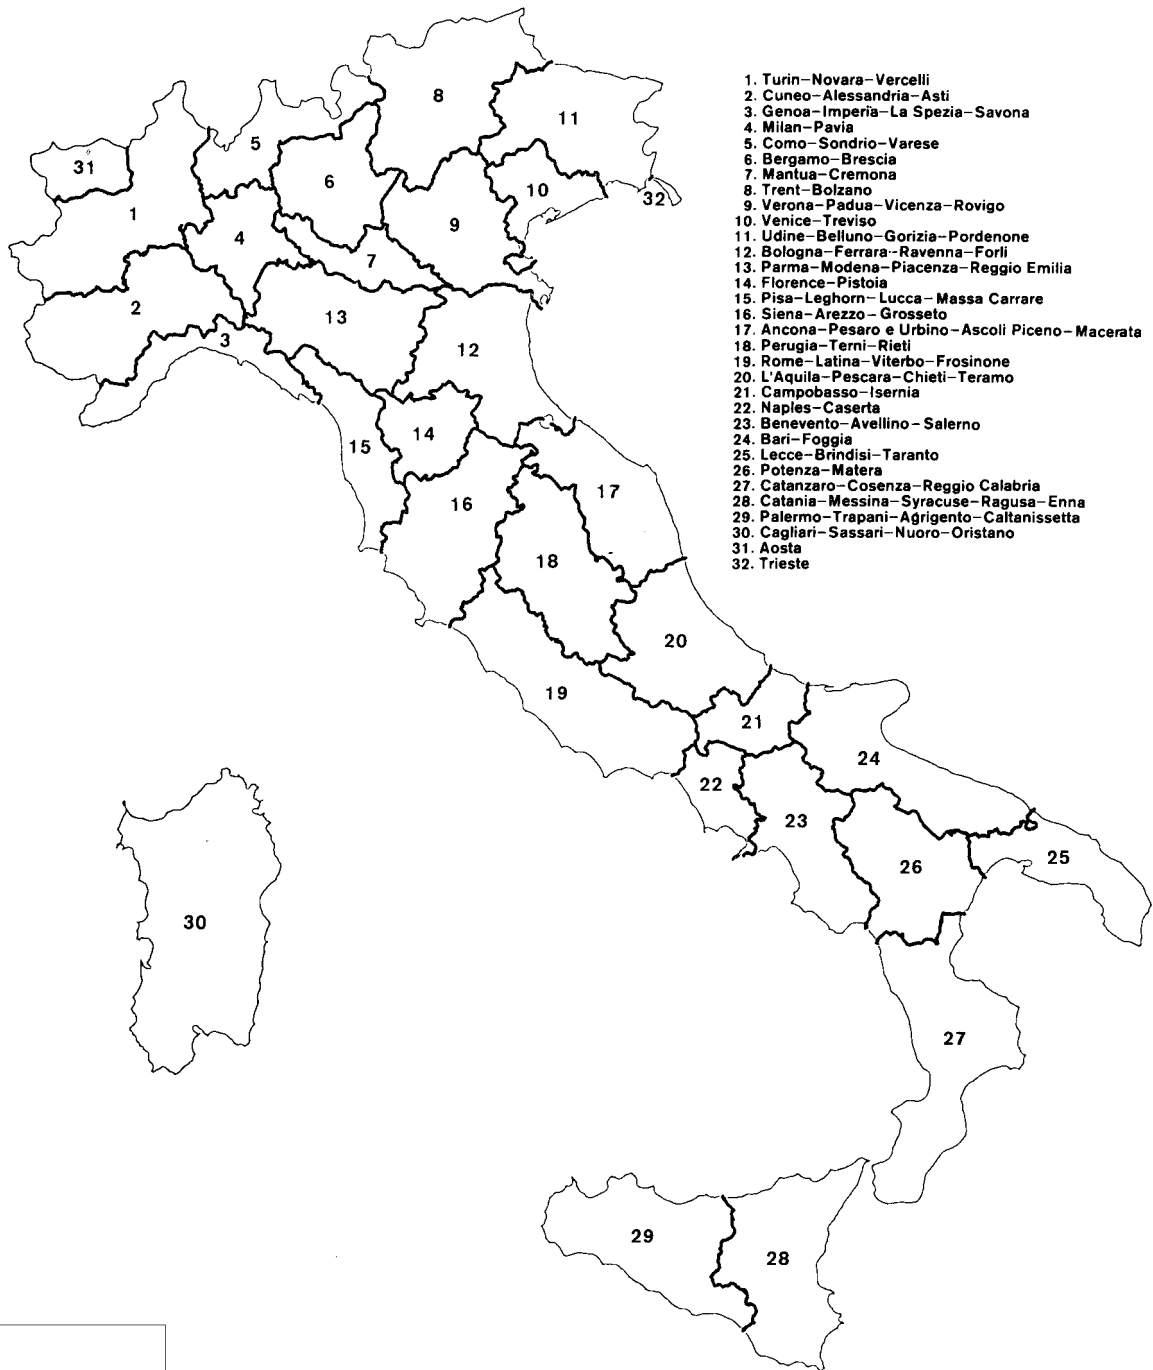 1. Turin-Novara-Vercelli
2. Cuneo-Alessandria-Asti
3. Genoa-Imperia-La Spezia-Savona
4. Milan-Pavia
5. Como-Sondrio-Varese
6. Bergamo-Brescia
7. Mantua-Cremona
8. Trent-Bolzano
9. Verona-Padua-Vicenza-Rovigo
10. Venice-Treviso
11. Udine-Belluno-Gorizia-Pordenone
12. Bologna-Ferrara-Ravenna-Forli
13. Parma-Modena-Piacenza-Reggio Emilia
14. Florence-Pistoia
15. Pisa-Leghorn-Lucca-Massa Carrare
16. Siena-Arezzo-Grosseto
17. Ancona-Pesaro e Urbino-Ascoli Piceno-Macerata
18. Perugia-Terni-Rieti
19. Rome-Latina-Viterbo-Frosinone
20. L'Aquila-Pescara-Chieti-Teramo
21. Campobasso-Isernia
22. Naples-Caserta
23. Benevento-Avellino-Salerno
24. Bari-Foggia
25. Lecce-Brindisi-Taranto
26. Potenza-Matera
27. Catanzaro-Cosenza-Reggio Calabria
28. Catania-Messina-Syracuse-Ragusa-Enna
29. Palermo-Trapani-Agrigento-Caltanissetta
30. Cagliari-Sassari-Nuoro-Oristano
31. Aosta
32. Trieste
8
11
5
31
6
10
32
1
9
4
7
2
13
3
12
14
15
17
16
18
20
19
21
24
22
23
25
26
30
27
29
28